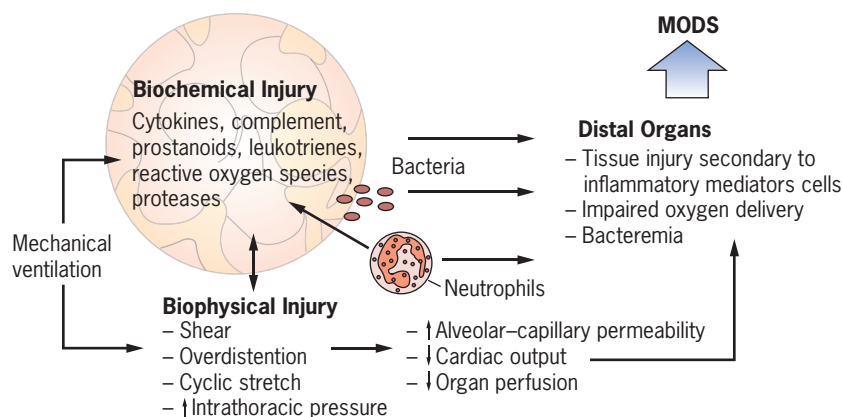 MODS
Biochemical Injury
Cytokines, complement,
prostanoids, leukotrienes,
reactive oxygen species,
proteases
Bacteria
Distal Organs
– Tissue injury secondary to
inflammatory mediators cells
– Impaired oxygen delivery
– Bacteremia
Mechanical
ventilation
Neutrophils
Biophysical Injury
– Shear
– Overdistention
– Cyclic stretch
– ↑ Intrathoracic pressure
– ↑ Alveolar–capillary permeability
– ↓ Cardiac output
– ↓ Organ perfusion